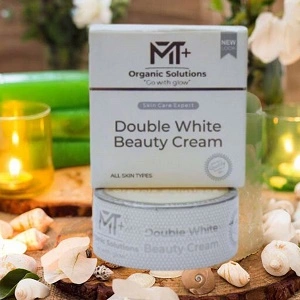 MT+
NEW
Organic Solutions
"Go with glow"
Skin Care Expert
Double White
Beauty Cream
ALL SKIN TYPES
MT+
Organic Solutions
Double White
Beauty Cream